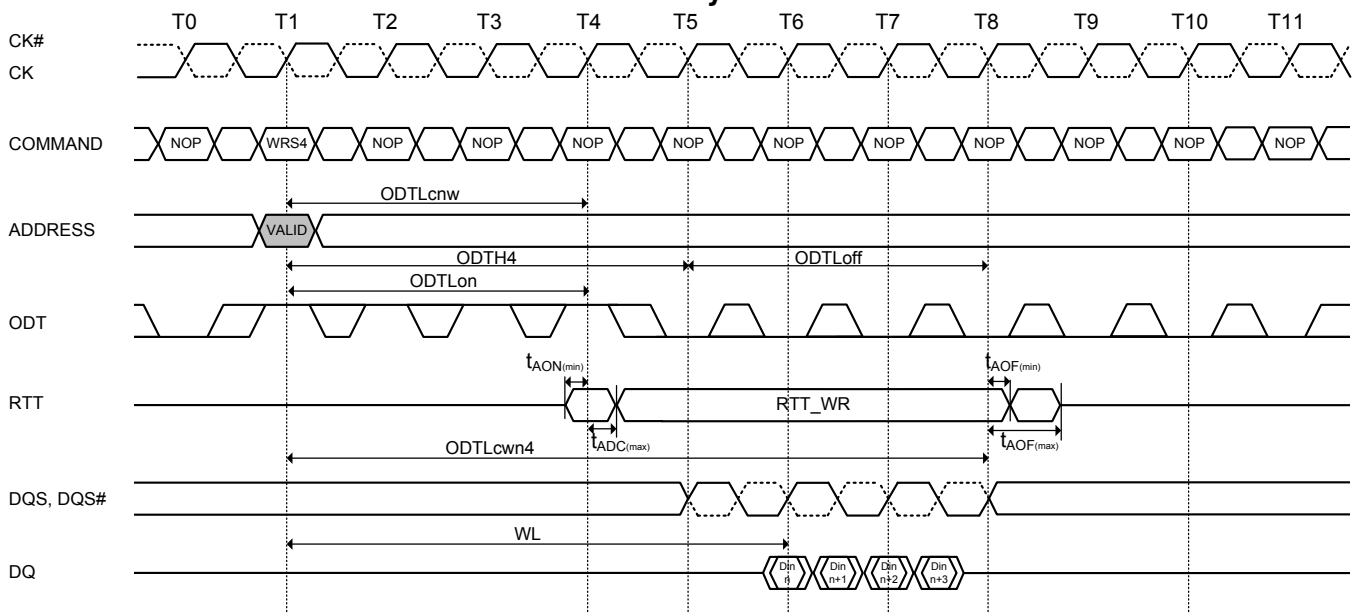 y
T0 T1 T2 T3 T4 T5 T6 T7 T8 T9 T10 T11
CK#
CK
COMMAND NOP WRS4 NOP NOP NOP NOP NOP NOP NOP NOP NOP NOP
ODTLcnw
ADDRESS VALID
ODTH4 ODTLoff
ODTLon
ODT
tAON(min) tAOF(min)
RTT RTT_WR
tADC(max) tAOF(max)
ODTLcwn4
DQS, DQS#
WL
DQ Din n Din n+1 Din n+2 Din n+3